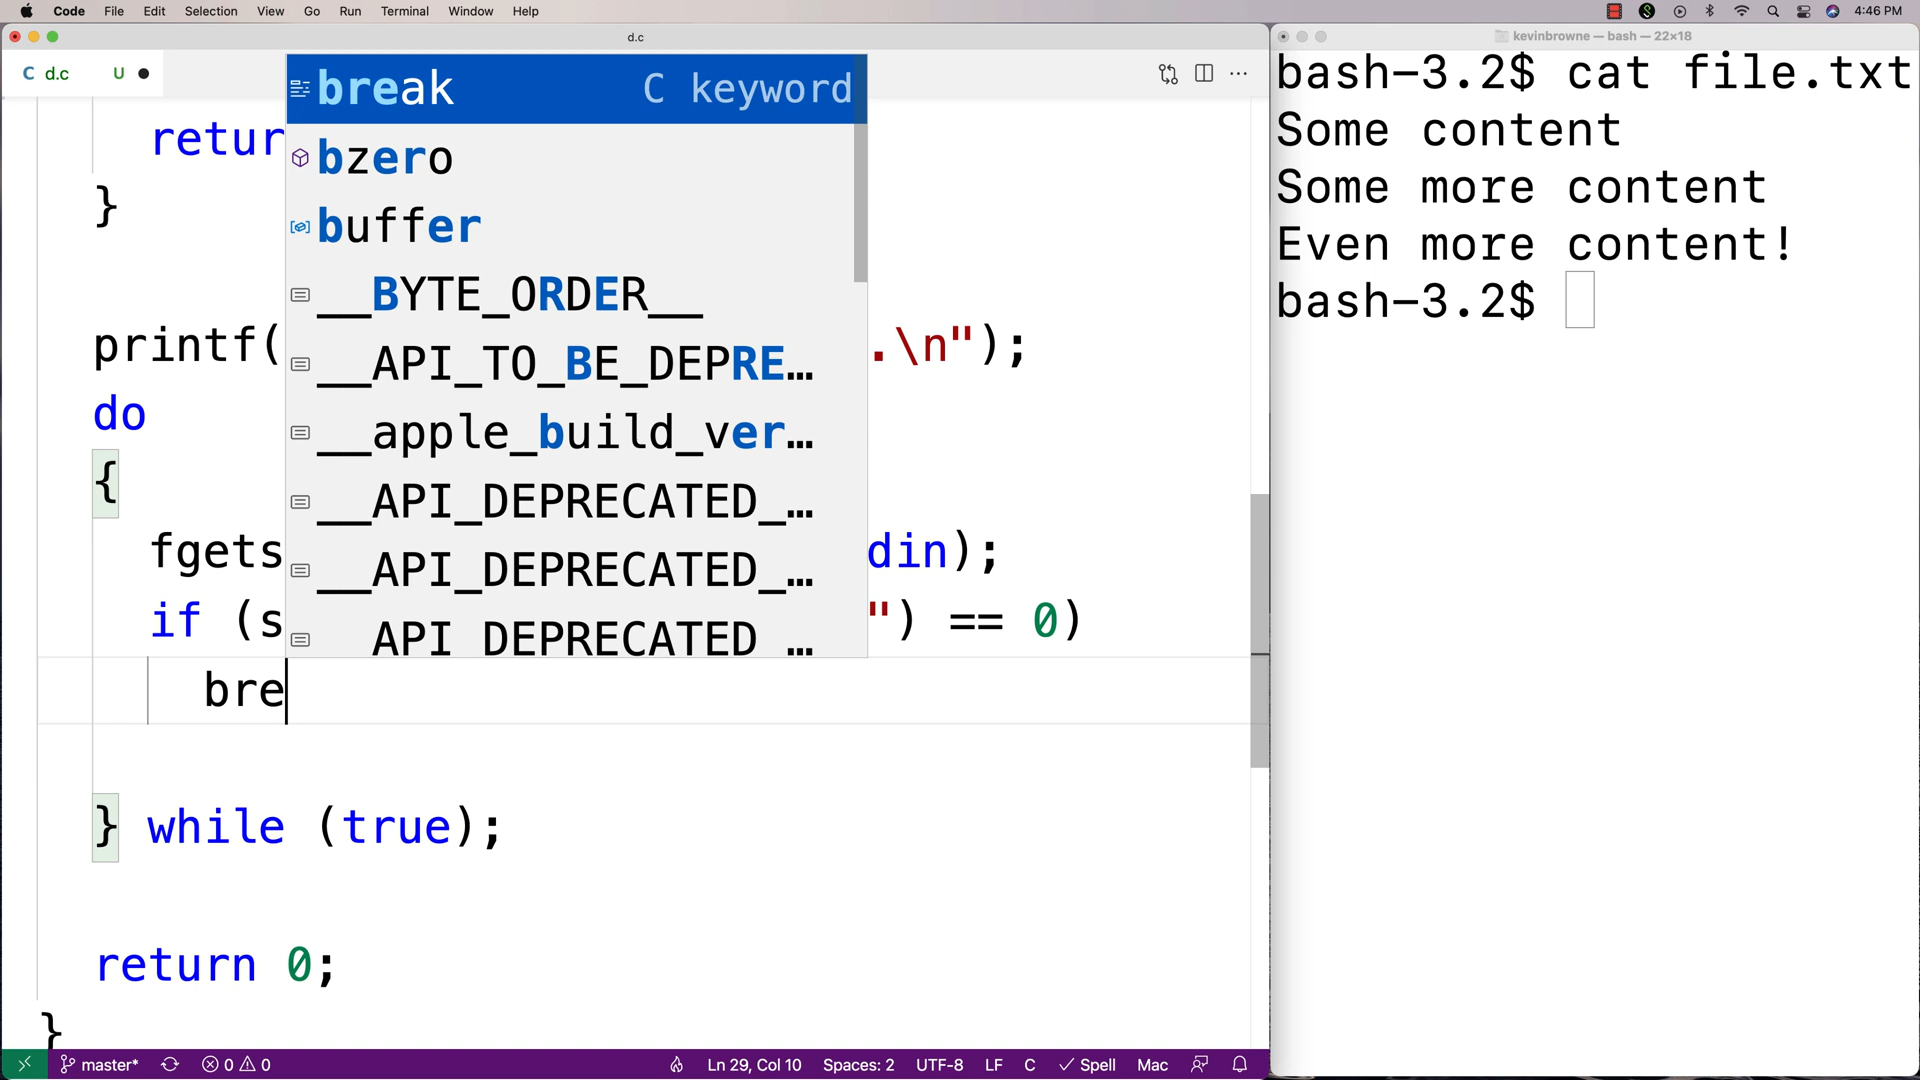 Code File Edit Selection View Go Run Terminal Window Help 4:46 PM
d.c
C d.c U
retur
}
printf( .\n");
do
{
fgets din);
if (s ") == 0)
bre
} while (true);
return 0;
}
break C keyword
bzero
buffer
__BYTE_ORDER__
__API_TO_BE_DEPRE…
__apple_build_ver…
__API_DEPRECATED_…
__API_DEPRECATED_…
__API_DEPRECATED_…
master* 0 0 Ln 29, Col 10 Spaces: 2 UTF-8 LF C Spell Mac
kevinbrowne — bash — 22×18
bash-3.2$ cat file.txt
Some content
Some more content
Even more content!
bash-3.2$